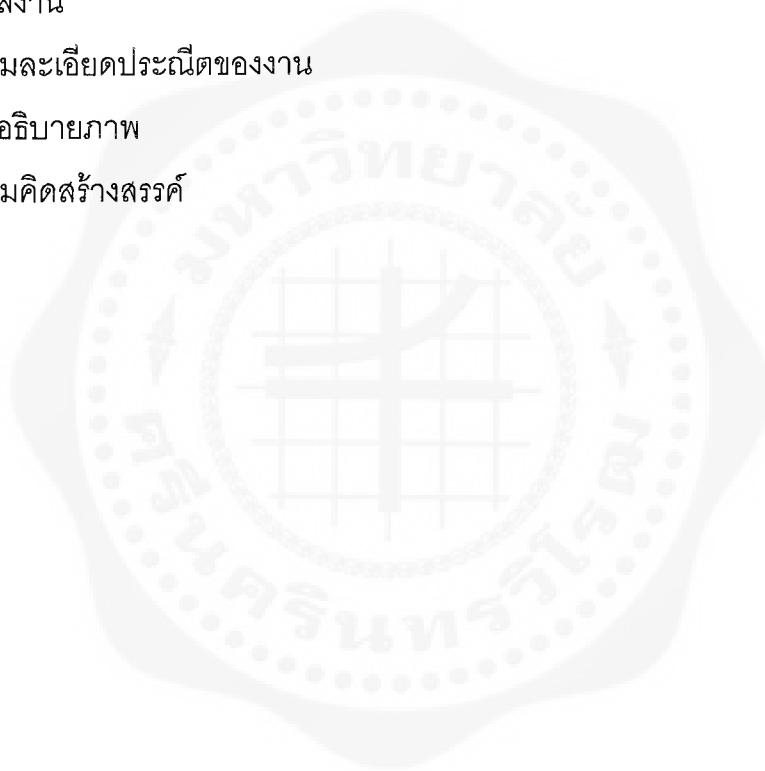 ลงาน
มละเอียดประณีตของงาน
อธิบายภาพ
มคิดสร้างสรรค์
มหาวิทยาลัย
ศรีนครินทรวิโรฒ